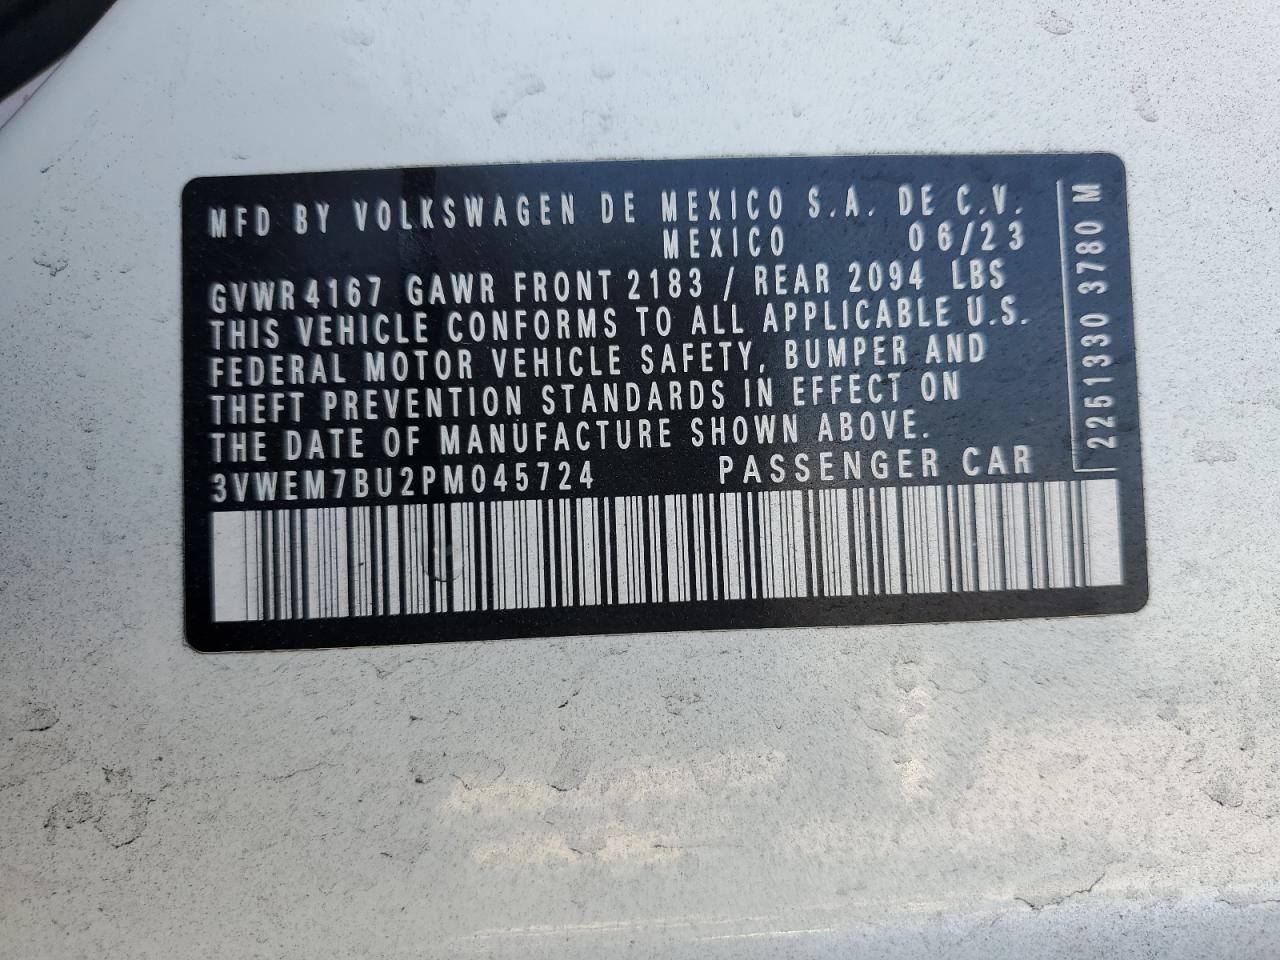 MFD BY VOLKSWAGEN DE MEXICO S.A. DE C.V.
MEXICO 06/23
GVWR 4167 GAWR FRONT 2183 / REAR 2094 LBS
THIS VEHICLE CONFORMS TO ALL APPLICABLE U.S.
FEDERAL MOTOR VEHICLE SAFETY, BUMPER AND
THEFT PREVENTION STANDARDS IN EFFECT ON
THE DATE OF MANUFACTURE SHOWN ABOVE.
3VWEM7BU2PM045724 PASSENGER CAR
2251330 3780 M